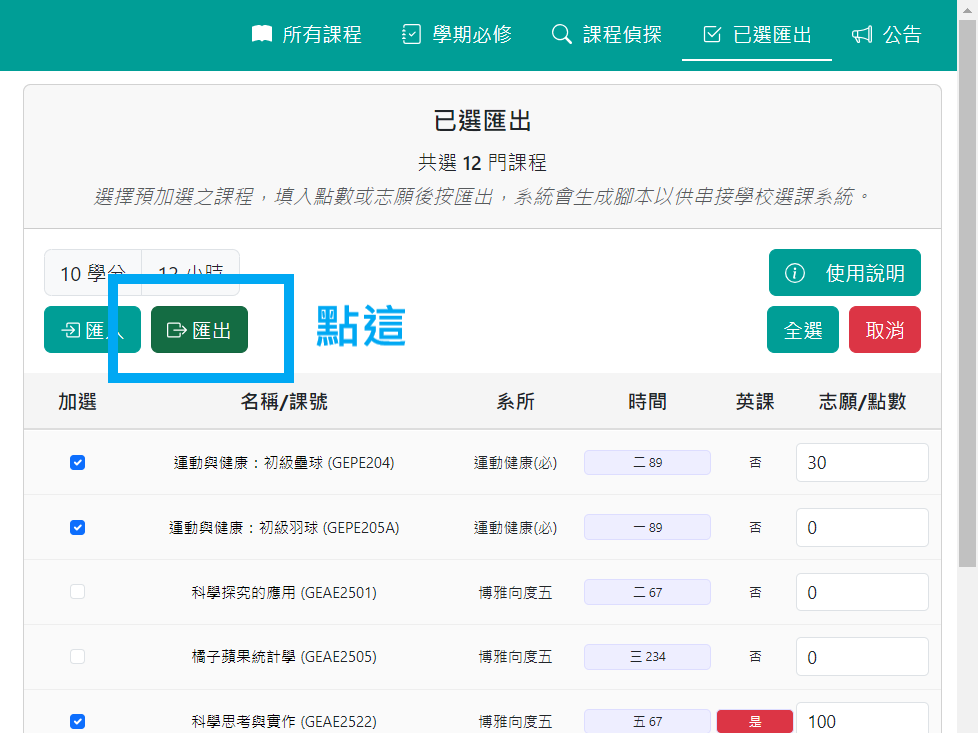 所有課程 學期必修 課程偵探 已選匯出 公告
已選匯出
共選 12 門課程
選擇預加選之課程，填入點數或志願後按匯出，系統會生成腳本以供串接學校選課系統。
10 學分 12 小時 使用說明
匯入 匯出 點這 全選 取消
加選 名稱/課號 系所 時間 英課 志願/點數
運動與健康：初級壘球 (GEPE204) 運動健康(必) 二 89 否 30
運動與健康：初級羽球 (GEPE205A) 運動健康(必) 一 89 否 0
科學探究的應用 (GEAE2501) 博雅向度五 二 67 否 0
橘子蘋果統計學 (GEAE2505) 博雅向度五 三 234 否 0
科學思考與實作 (GEAE2522) 博雅向度五 五 67 是 100